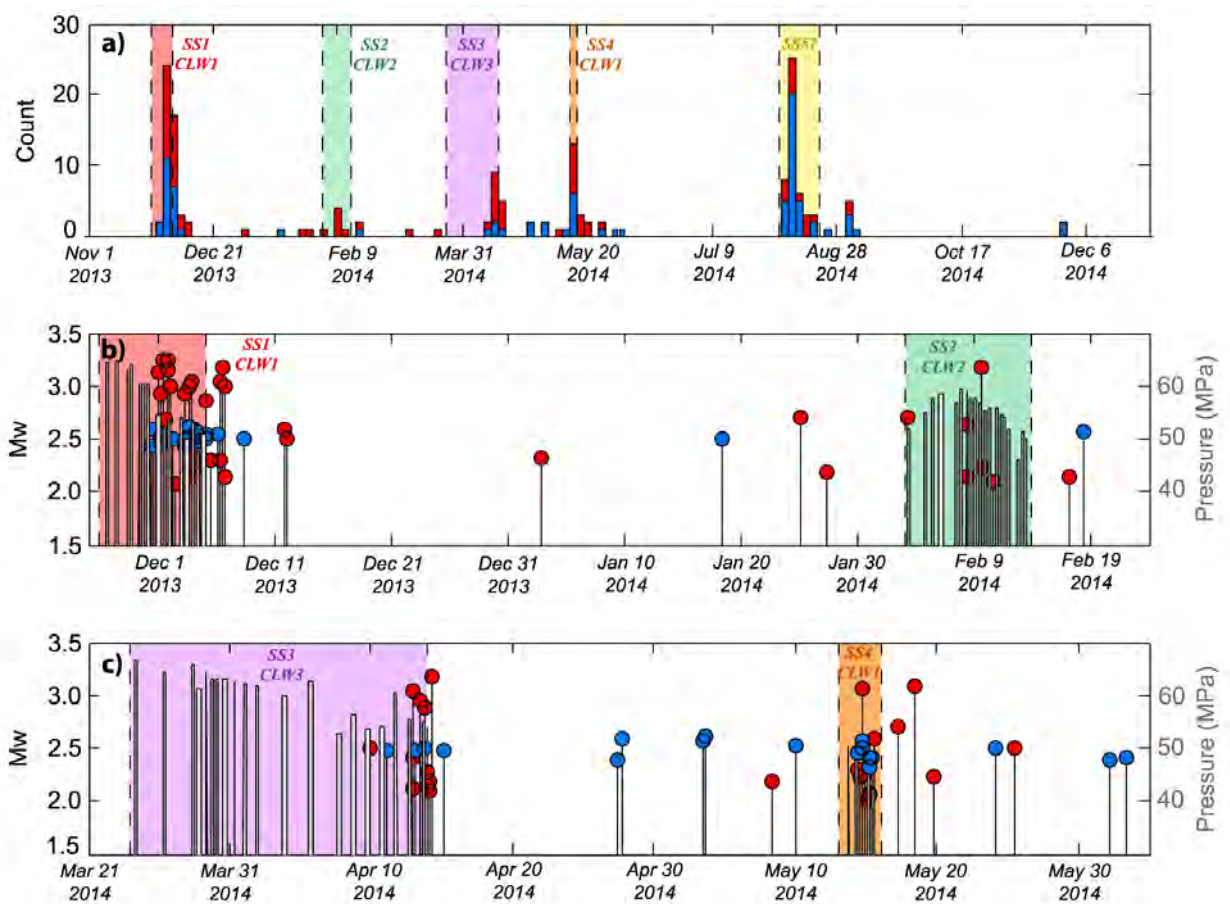 a)
SS1 SS2 SS3 SS4 SS5?
CLW1 CLW2 CLW3 CLW1
30
20
10
0
Count
Nov 1 Dec 21 Feb 9 Mar 31 May 20 Jul 9 Aug 28 Oct 17 Dec 6
2013 2013 2014 2014 2014 2014 2014 2014 2014
b)
SS1
CLW1
CLW2
3.5
3.0
2.5
2.0
1.5
Mw
60
50
40
Pressure (MPa)
Dec 1 Dec 11 Dec 21 Dec 31 Jan 10 Jan 20 Jan 30 Feb 9 Feb 19
2013 2013 2013 2013 2014 2014 2014 2014 2014
c)
SS3 SS4
CLW3 CLW1
3.5
3.0
2.5
2.0
1.5
Mw
60
50
40
Pressure (MPa)
Mar 21 Mar 31 Apr 10 Apr 20 Apr 30 May 10 May 20 May 30
2014 2014 2014 2014 2014 2014 2014 2014